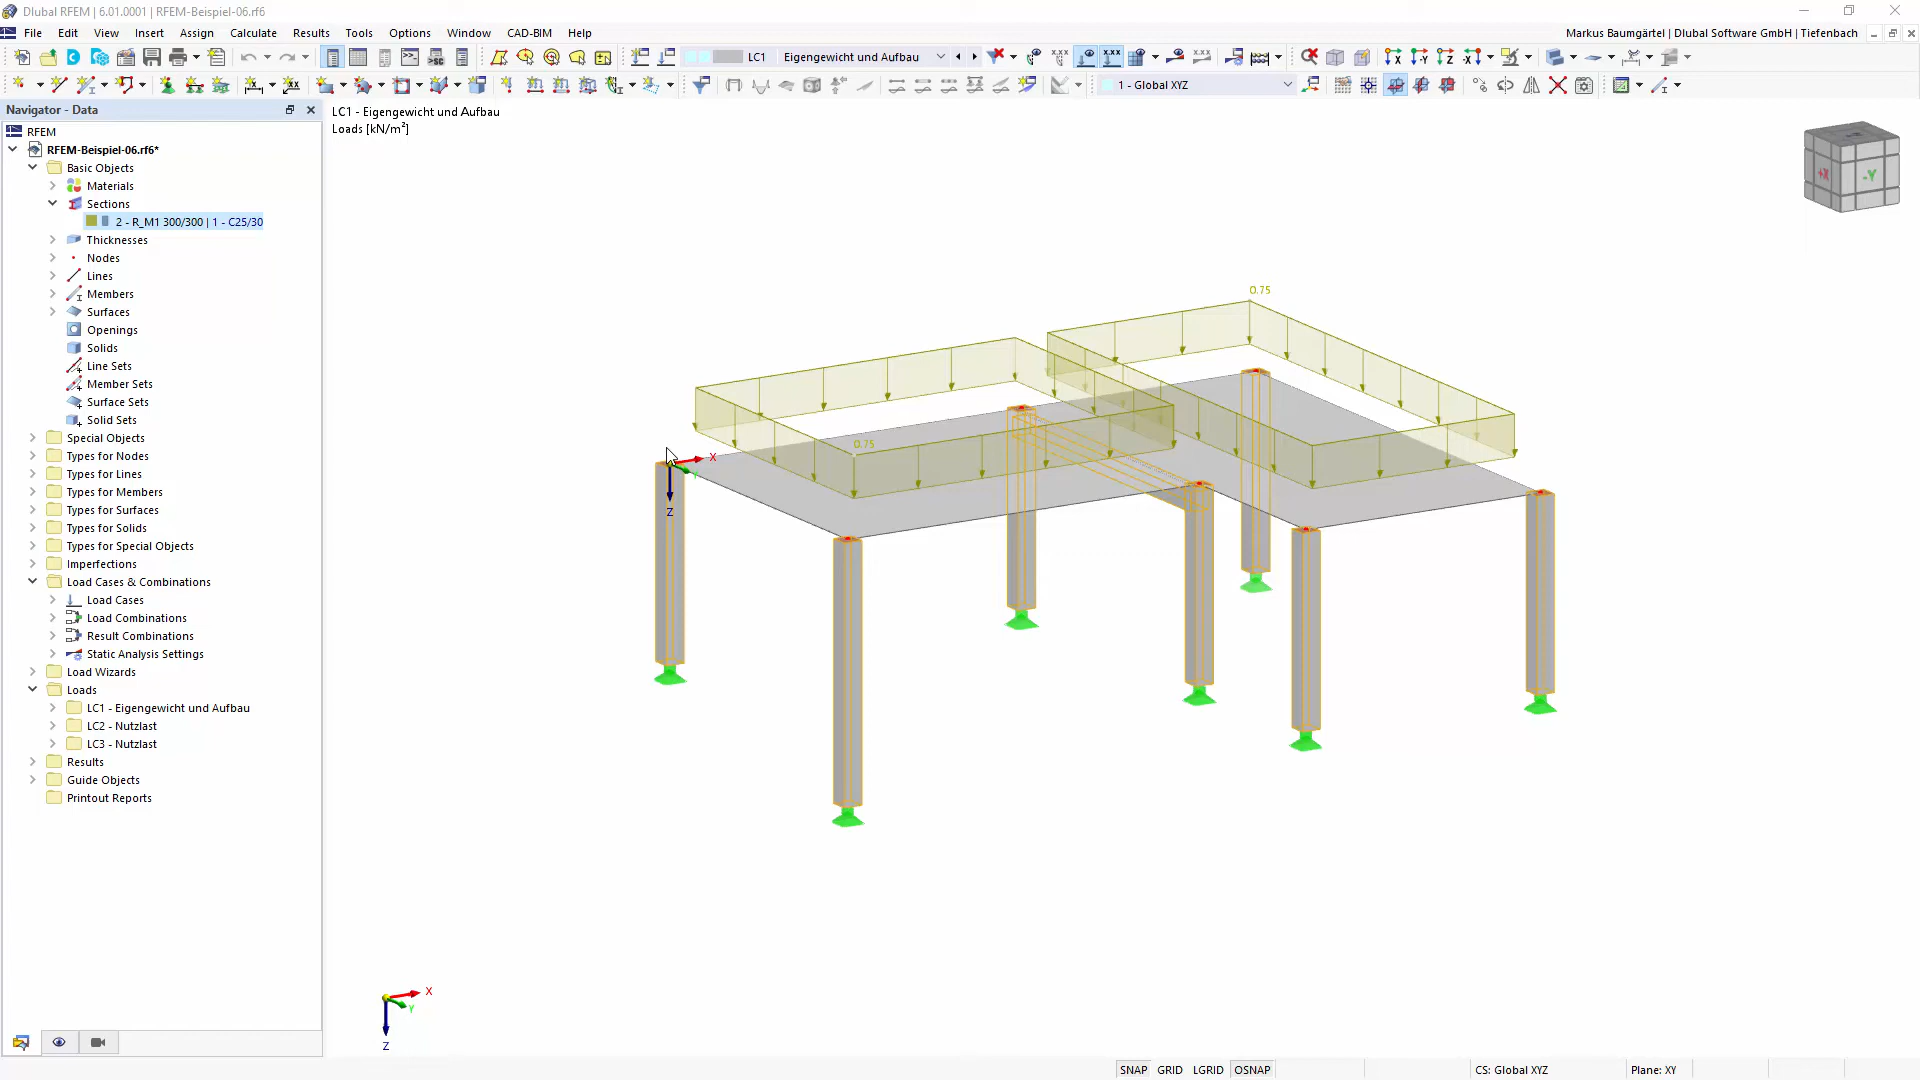 Dlubal RFEM | 6.01.0001 | RFEM-Beispiel-06.rf6
File Edit View Insert Assign Calculate Results Tools Options Window CAD-BIM Help
Markus Baumgärtel | Dlubal Software GmbH | Tiefenbach
LC1 Eigengewicht und Aufbau
1 - Global XYZ
Navigator - Data
RFEM
RFEM-Beispiel-06.rf6*
Basic Objects
Materials
Sections
2 - R_M1 300/300 | 1 - C25/30
Thicknesses
Nodes
Lines
Members
Surfaces
Openings
Solids
Line Sets
Member Sets
Surface Sets
Solid Sets
Special Objects
Types for Nodes
Types for Lines
Types for Members
Types for Surfaces
Types for Solids
Types for Special Objects
Imperfections
Load Cases & Combinations
Load Cases
Load Combinations
Result Combinations
Static Analysis Settings
Load Wizards
Loads
LC1 - Eigengewicht und Aufbau
LC2 - Nutzlast
LC3 - Nutzlast
Results
Guide Objects
Printout Reports
LC1 - Eigengewicht und Aufbau
Loads [kN/m²]
+X -Y
0.75
0.75
X
Y
Z
X
Y
Z
SNAP GRID LGRID OSNAP CS: Global XYZ Plane: XY